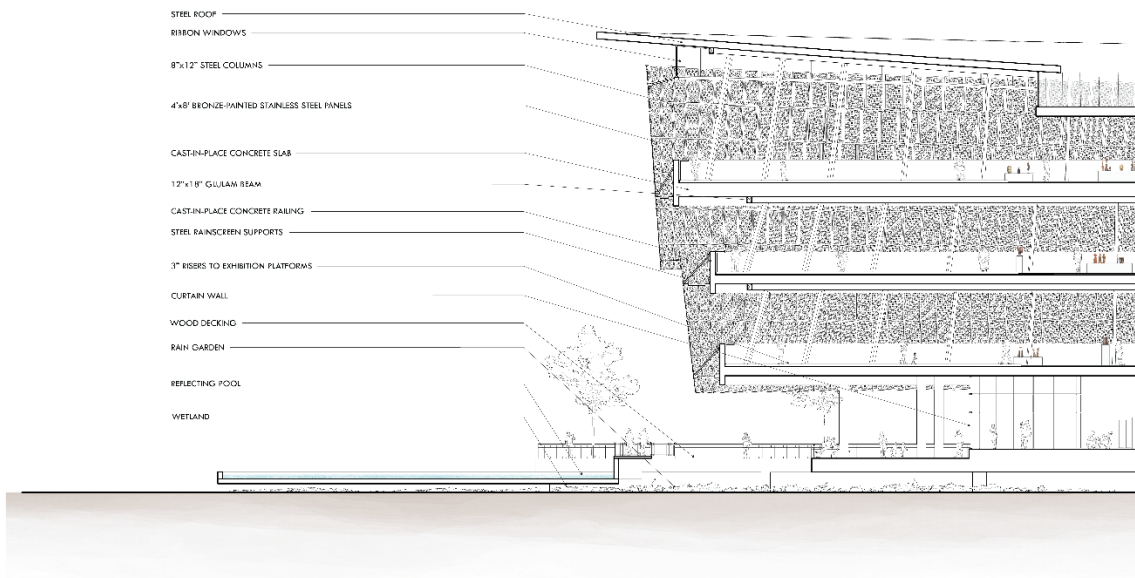 STEEL ROOF
RIBBON WINDOWS
8"x12" STEEL COLUMNS
4'x8' BRONZE-PAINTED STAINLESS STEEL PANELS
CAST-IN-PLACE CONCRETE SLAB
12"x18" GLULAM BEAM
CAST-IN-PLACE CONCRETE RAILING
STEEL RAINSCREEN SUPPORTS
3" RISERS TO EXHIBITION PLATFORMS
CURTAIN WALL
WOOD DECKING
RAIN GARDEN
REFLECTING POOL
WETLAND